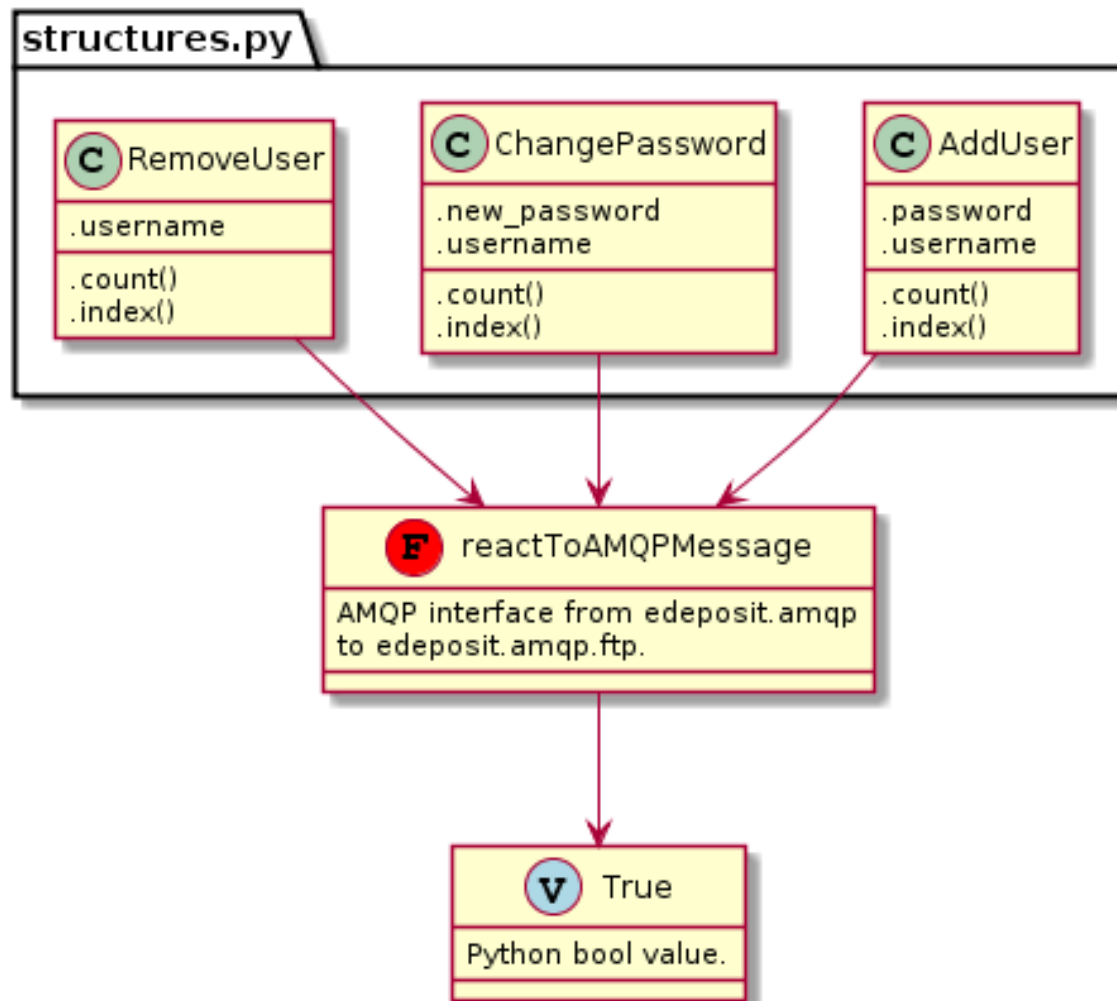 structures.py
C RemoveUser
.username
.count()
.index()
C ChangePassword
.new_password
.username
.count()
.index()
C AddUser
.password
.username
.count()
.index()
F reactToAMQPMessage
AMQP interface from edeposit.amqp
to edeposit.amqp.ftp.
V True
Python bool value.